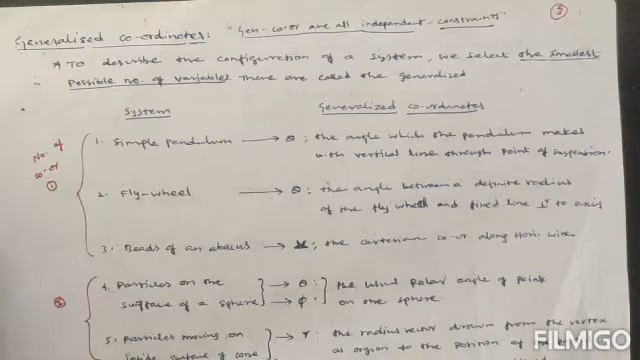 3
Generalized co-ordinates: "Gen-co-or are all independent constraints"
* To describe the configuration of a system, we select the smallest
possible no. of variables. There are called the generalized
System Generalized co-ordinates
No. of co-or
1
1. Simple pendulum → θ; the angle which the pendulum makes
with vertical line through point of suspension.
2. Fly-wheel → θ: the angle between a definite radius
of the fly wheel and fixed line ⊥r to axis
3. Beads of an abacus → x; the cartesian co-or along Hori. wire
2
4. Particles on the → θ: the usual Polar angle of point
surface of a sphere → φ. on the sphere.
5. Particles moving on → r the radius vector drawn from the vertex
inside surface of cone as origin to the position of
FILMIGO